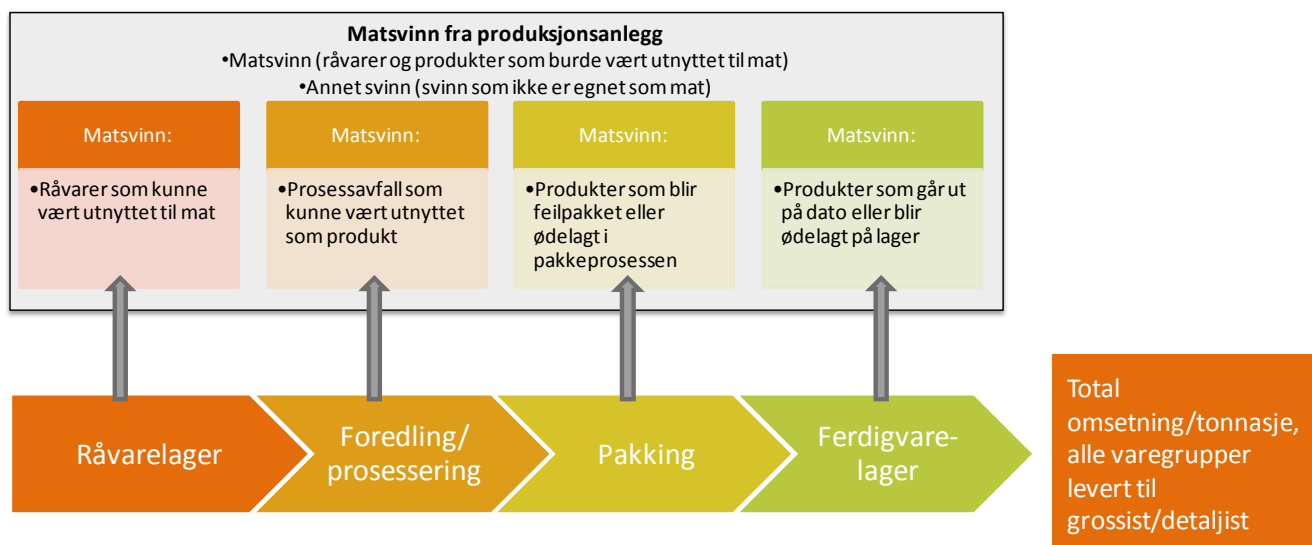 Matsvinn fra produksjonsanlegg
•Matsvinn (råvarer og produkter som burde vært utnyttet til mat)
•Annet svinn (svinn som ikke er egnet som mat)
Matsvinn:
•Råvarer som kunne
vært utnyttet til mat
Matsvinn:
•Prosessavfall som
kunne vært utnyttet
som produkt
Matsvinn:
•Produkter som blir
feilpakket eller
ødelagt i
pakkeprosessen
Matsvinn:
•Produkter som går ut
på dato eller blir
ødelagt på lager
Råvarelager
Foredling/
prosessering
Pakking
Ferdigvare-
lager
Total
omsetning/tonnasje,
alle varegrupper
levert til
grossist/detaljist